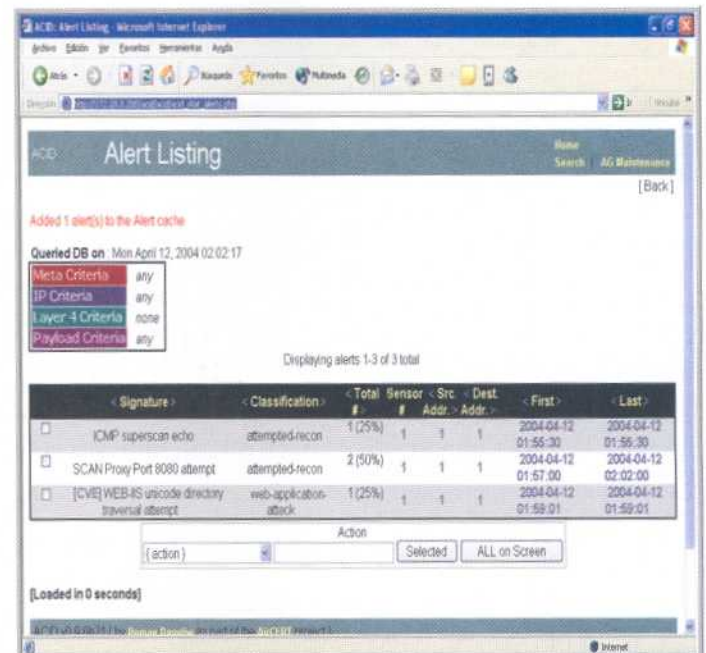 ACID: Alert Listing - Microsoft Internet Explorer
Archivo Edición Ver Favoritos Herramientas Ayuda
Atrás Búsqueda Favoritos Multimedia
Dirección
ACID Alert Listing
Home
Search AG Maintenance
[Back]
Added 1 alert(s) to the Alert cache
Queried DB on : Mon April 12, 2004 02:02:17
Meta Criteria any
IP Criteria any
Layer 4 Criteria none
Payload Criteria any
Displaying alerts 1-3 of 3 total
< Signature > < Classification > < Total # > Sensor # < Src. Addr. > < Dest. Addr. > < First > < Last >
ICMP superscan echo attempted-recon 1 (25%) 1 1 1 2004-04-12 01:55:30 2004-04-12 01:55:30
SCAN Proxy Port 8080 attempt attempted-recon 2 (50%) 1 1 1 2004-04-12 01:57:00 2004-04-12 02:02:00
[CVE] WEB-IIS unicode directory traversal attempt web-application-attack 1 (25%) 1 1 1 2004-04-12 01:59:01 2004-04-12 01:59:01
Action
{ action } Selected ALL on Screen
[Loaded in 0 seconds]
Internet